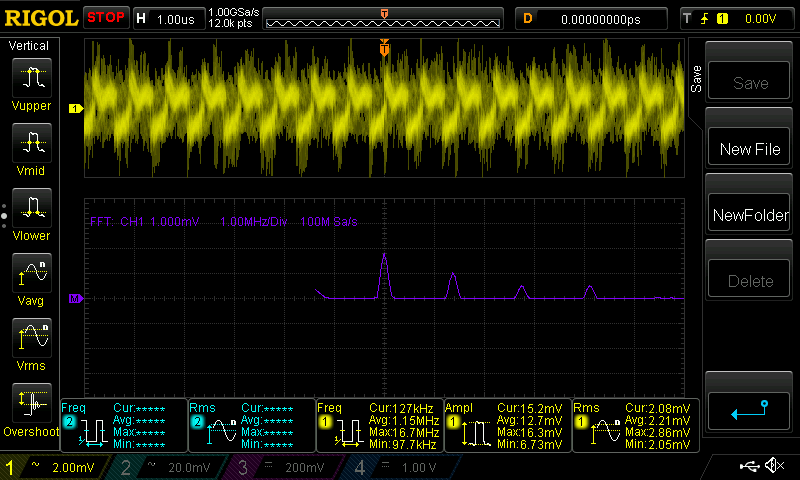 RIGOL STOP H 1.00us 1.00GSa/s 12.0k pts T D 0.00000000ps T 1 0.00V
Vertical
Vupper
Vmid
Vlower
Vavg
Vrms
Overshoot
T
1
FFT: CH1 1.000mV 1.00MHz/Div 100M Sa/s
M
Save
Save
New File
NewFolder
Delete
Freq 2 Cur:*****
Avg:*****
Max:*****
Min:*****
Rms 2 Cur:*****
Avg:*****
Max:*****
Min:*****
Freq 1 Cur:127kHz
Avg:1.15MHz
Max:16.7MHz
Min:97.7kHz
Ampl 1 Cur:15.2mV
Avg:12.7mV
Max:16.3mV
Min:6.73mV
Rms 1 Cur:2.08mV
Avg:2.21mV
Max:2.86mV
Min:2.05mV
1 ~ 2.00mV 2 ~ 20.0mV 3 = 200mV 4 = 1.00 V